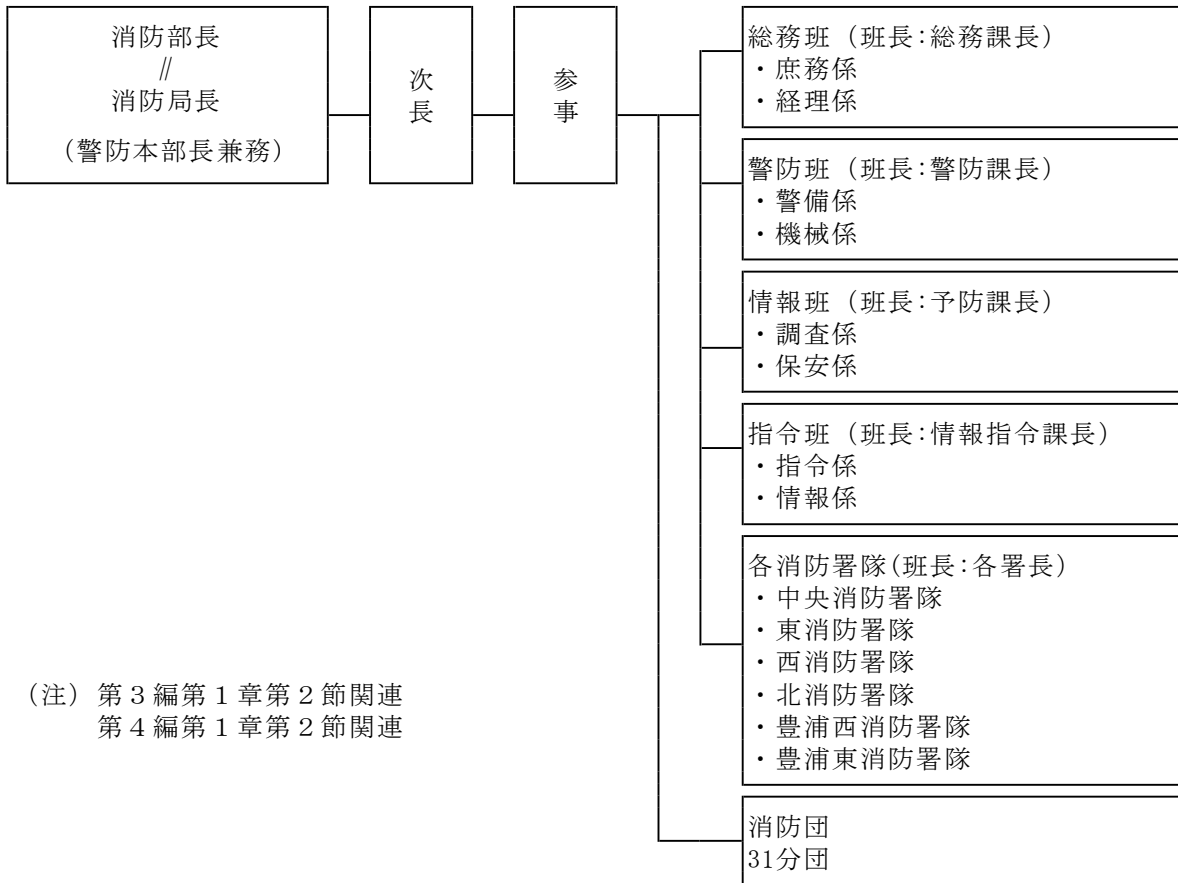 消防部長
∥
消防局長
(警防本部長兼務)
次長
参事
総務班（班長:総務課長）
・庶務係
・経理係
警防班（班長:警防課長）
・警備係
・機械係
情報班（班長:予防課長）
・調査係
・保安係
指令班（班長:情報指令課長）
・指令係
・情報係
各消防署隊(班長:各署長）
・中央消防署隊
・東消防署隊
・西消防署隊
・北消防署隊
・豊浦西消防署隊
・豊浦東消防署隊
消防団
31分団
（注）第３編第１章第２節関連
第４編第１章第２節関連